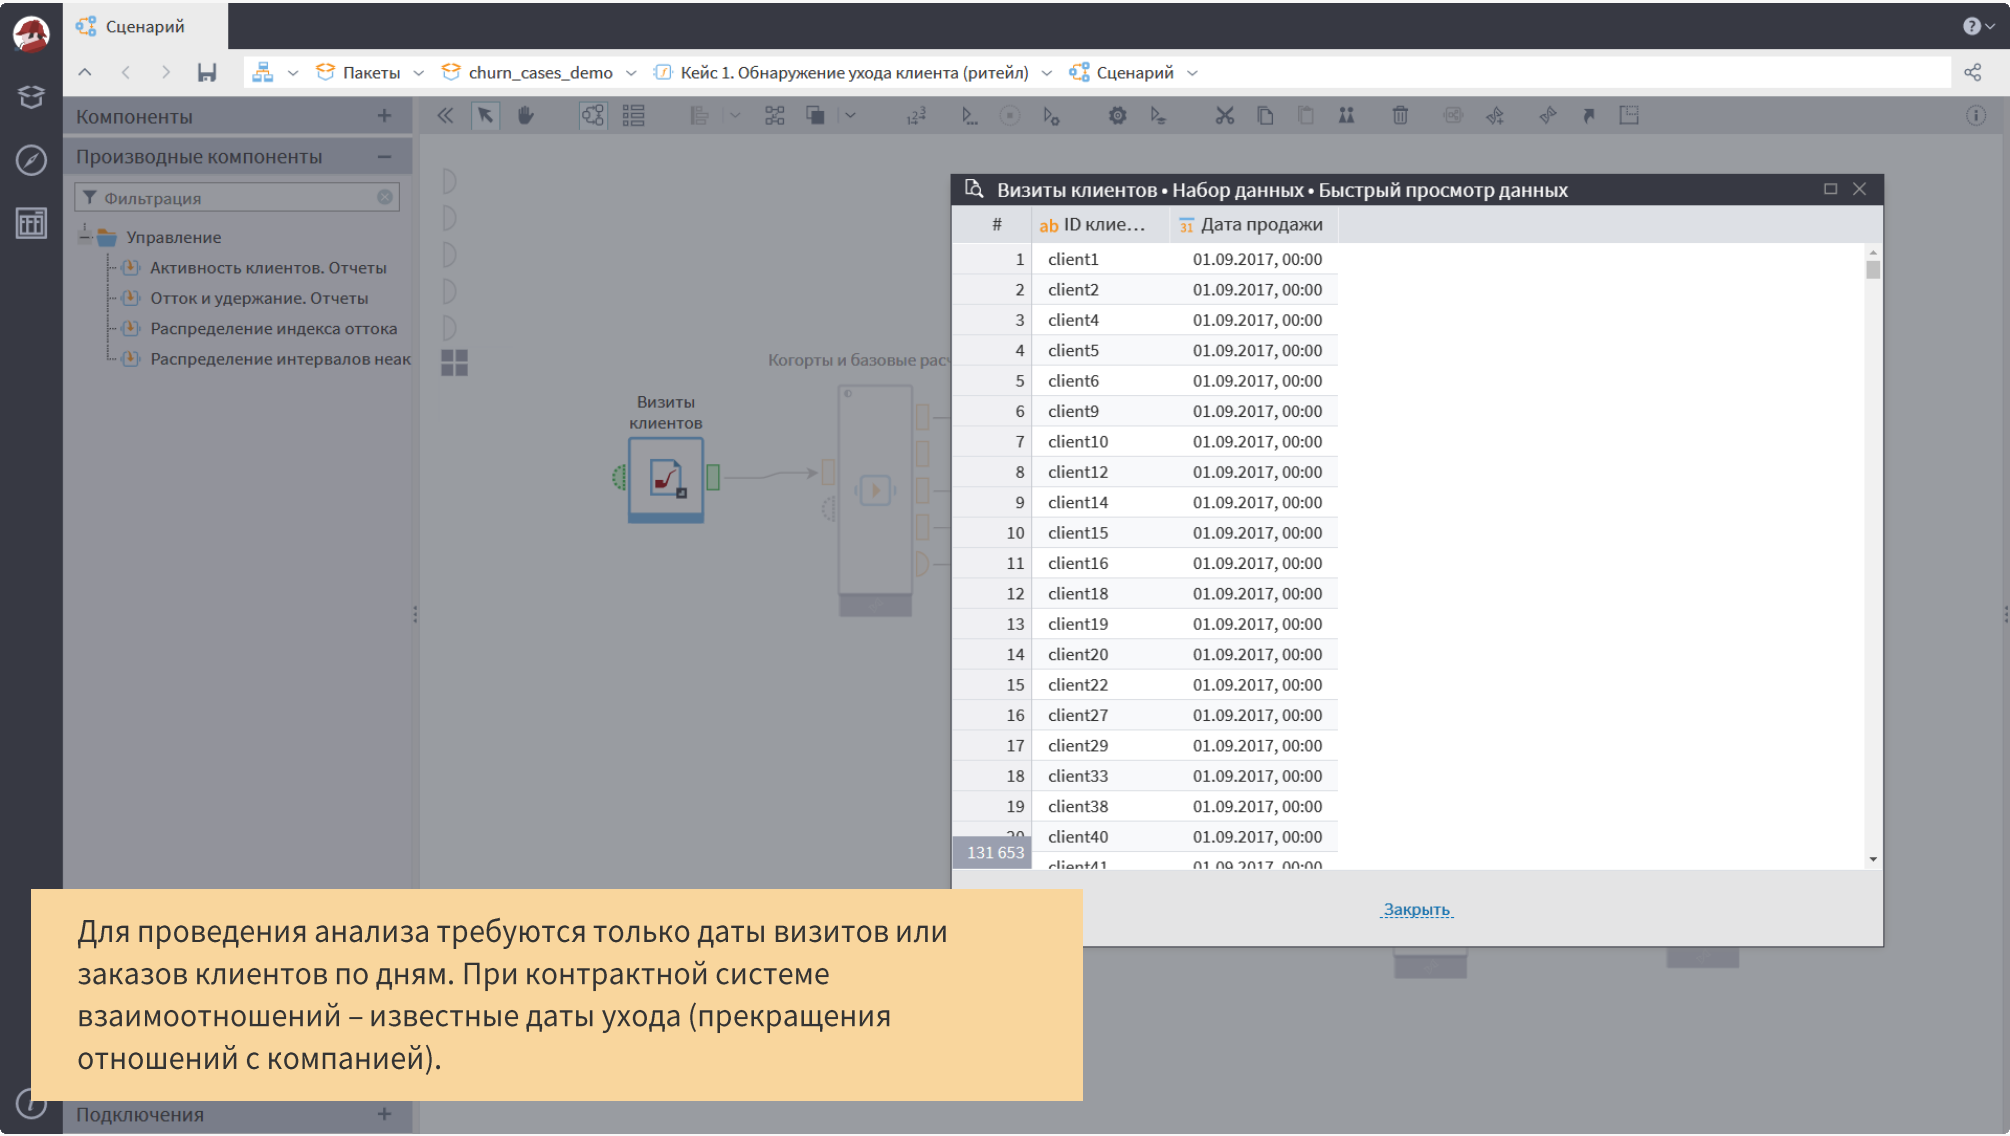 Сценарий
Пакеты
churn_cases_demo
Кейс 1. Обнаружение ухода клиента (ритейл)
Сценарий
Компоненты
Производные компоненты
Фильтрация
Управление
Активность клиентов. Отчеты
Отток и удержание. Отчеты
Распределение индекса оттока
Распределение интервалов неак
Визиты
клиентов
Когорты и базовые рас
Визиты клиентов • Набор данных • Быстрый просмотр данных
# ab ID клие... 31 Дата продажи
1 client1 01.09.2017, 00:00
2 client2 01.09.2017, 00:00
3 client4 01.09.2017, 00:00
4 client5 01.09.2017, 00:00
5 client6 01.09.2017, 00:00
6 client9 01.09.2017, 00:00
7 client10 01.09.2017, 00:00
8 client12 01.09.2017, 00:00
9 client14 01.09.2017, 00:00
10 client15 01.09.2017, 00:00
11 client16 01.09.2017, 00:00
12 client18 01.09.2017, 00:00
13 client19 01.09.2017, 00:00
14 client20 01.09.2017, 00:00
15 client22 01.09.2017, 00:00
16 client27 01.09.2017, 00:00
17 client29 01.09.2017, 00:00
18 client33 01.09.2017, 00:00
19 client38 01.09.2017, 00:00
20 client40 01.09.2017, 00:00
131 653 client41 01.09.2017, 00:00
Закрыть
Для проведения анализа требуются только даты визитов или
заказов клиентов по дням. При контрактной системе
взаимоотношений – известные даты ухода (прекращения
отношений с компанией).
Подключения